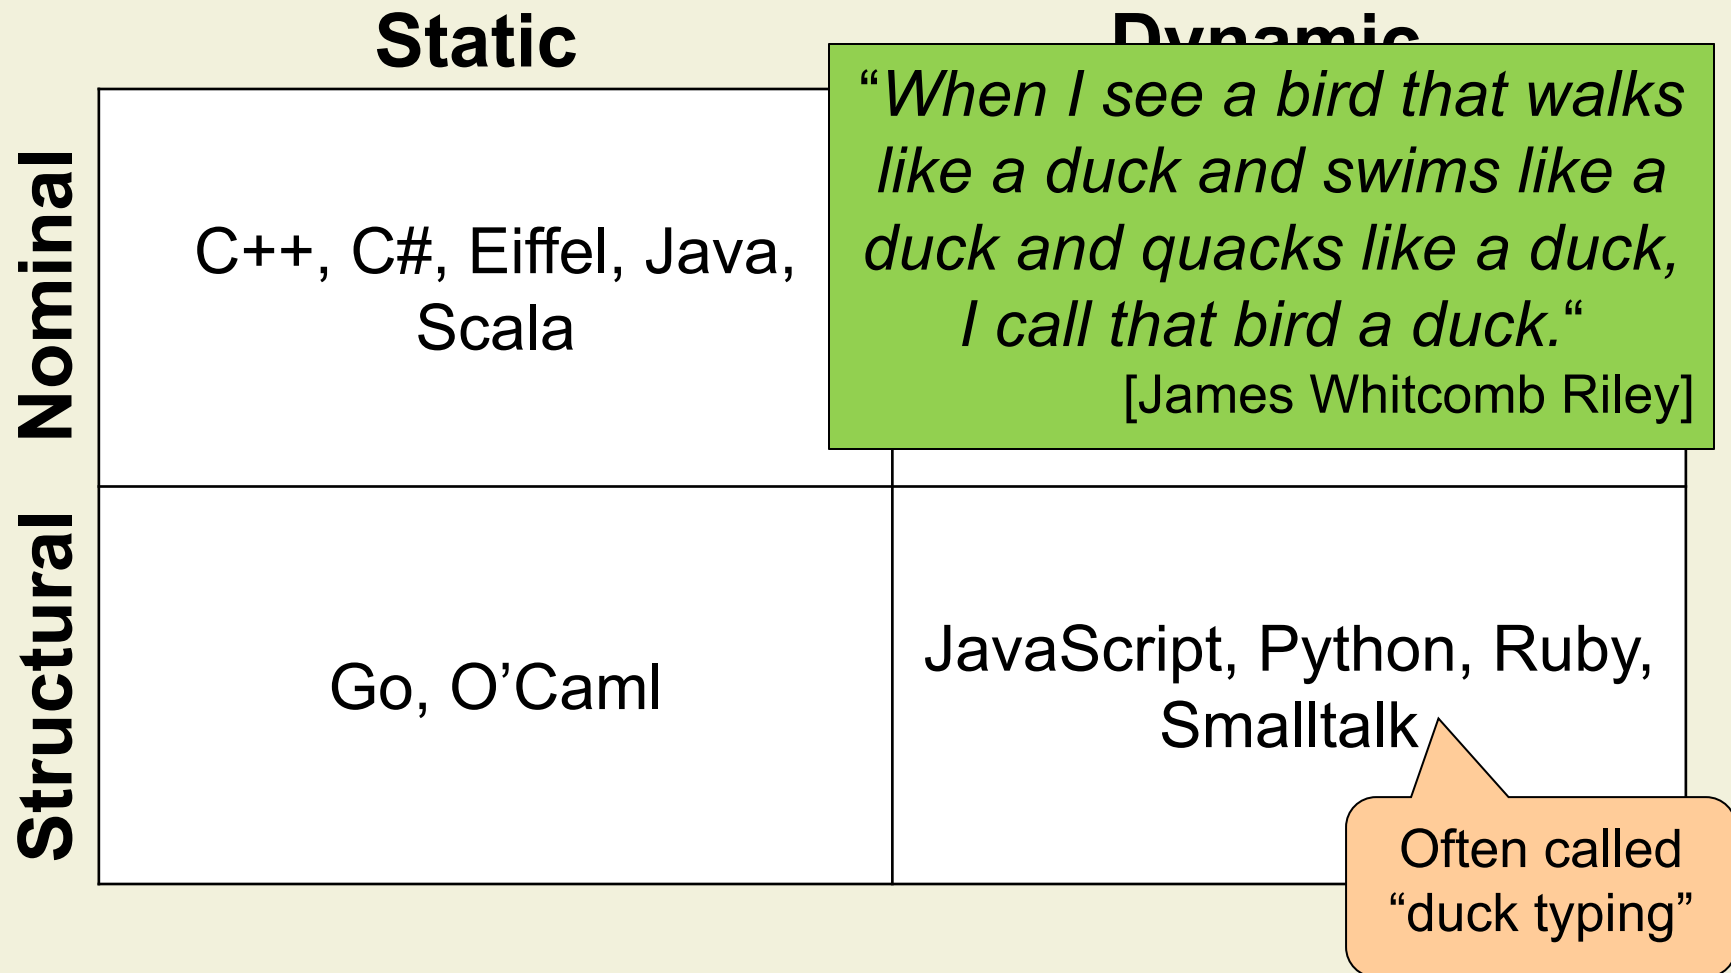 Static
Dynamic
Nominal
C++, C#, Eiffel, Java,
Scala
“When I see a bird that walks
like a duck and swims like a
duck and quacks like a duck,
I call that bird a duck.“
[James Whitcomb Riley]
Structural
Go, O’Caml
JavaScript, Python, Ruby,
Smalltalk
Often called
“duck typing”